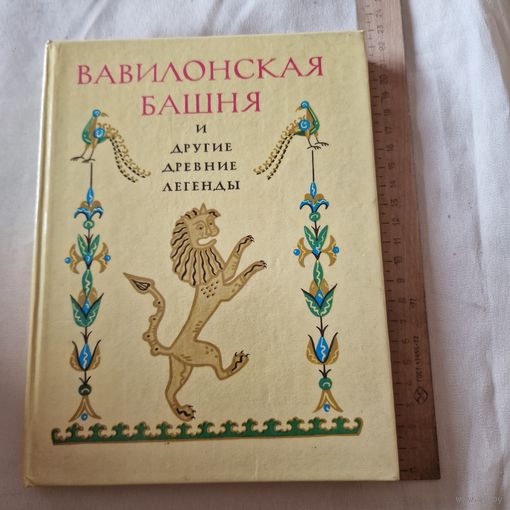 ВАВИЛОНСКАЯ
БАШНЯ
И
ДРУГИЕ
ДРЕВНИЕ
ЛЕГЕНДЫ